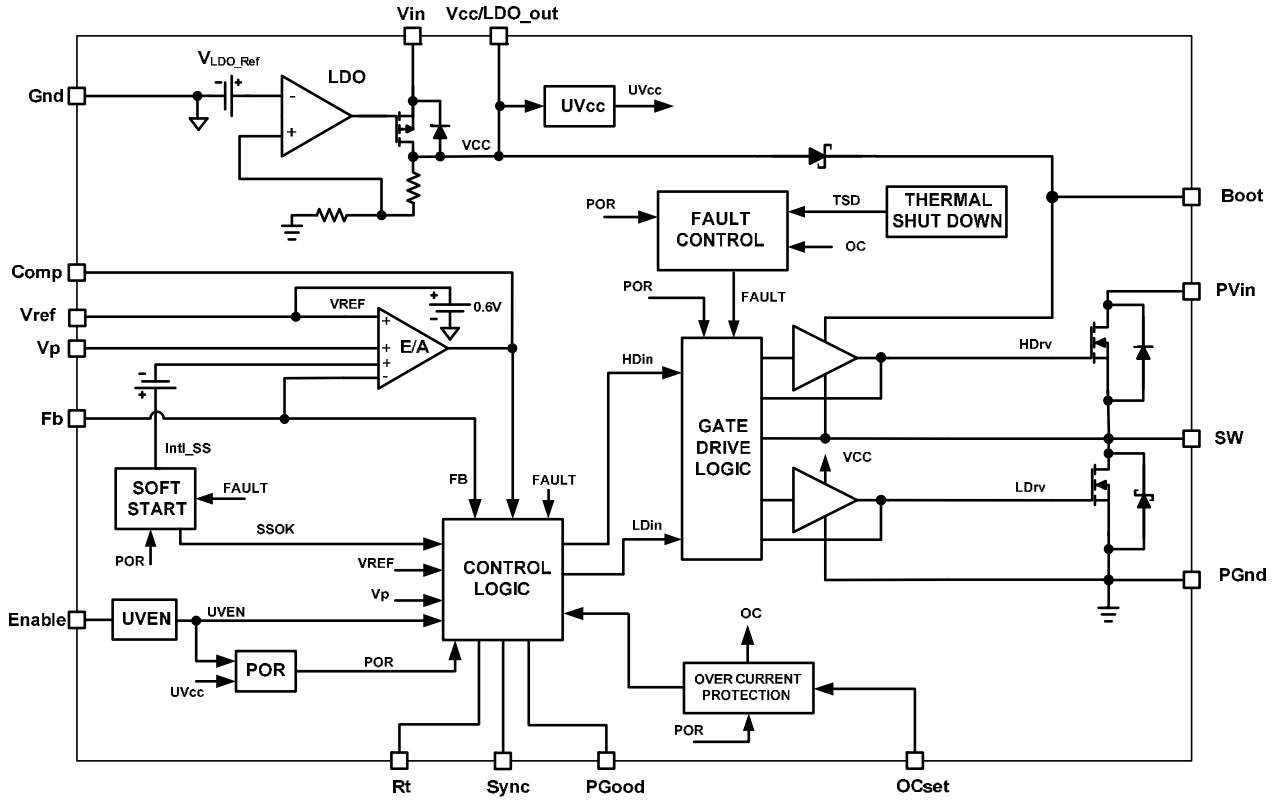 Vin
Vcc/LDO_out
VLDO_Ref
LDO
Gnd
-
+
-
+
UVcc
UVcc
VCC
Boot
POR
FAULT
CONTROL
TSD
THERMAL
SHUT DOWN
OC
Comp
Vref
VREF
+
-
0.6V
POR
FAULT
PVin
Vp
+
+
+
-
E/A
HDin
HDrv
-
+
Fb
Intl_SS
GATE
DRIVE
LOGIC
SW
VCC
SOFT
START
FAULT
FB
FAULT
LDrv
SSOK
LDin
POR
VREF
CONTROL
LOGIC
PGnd
Vp
Enable
UVEN
UVEN
OC
POR
POR
UVcc
OVER CURRENT
PROTECTION
POR
Rt
Sync
PGood
OCset